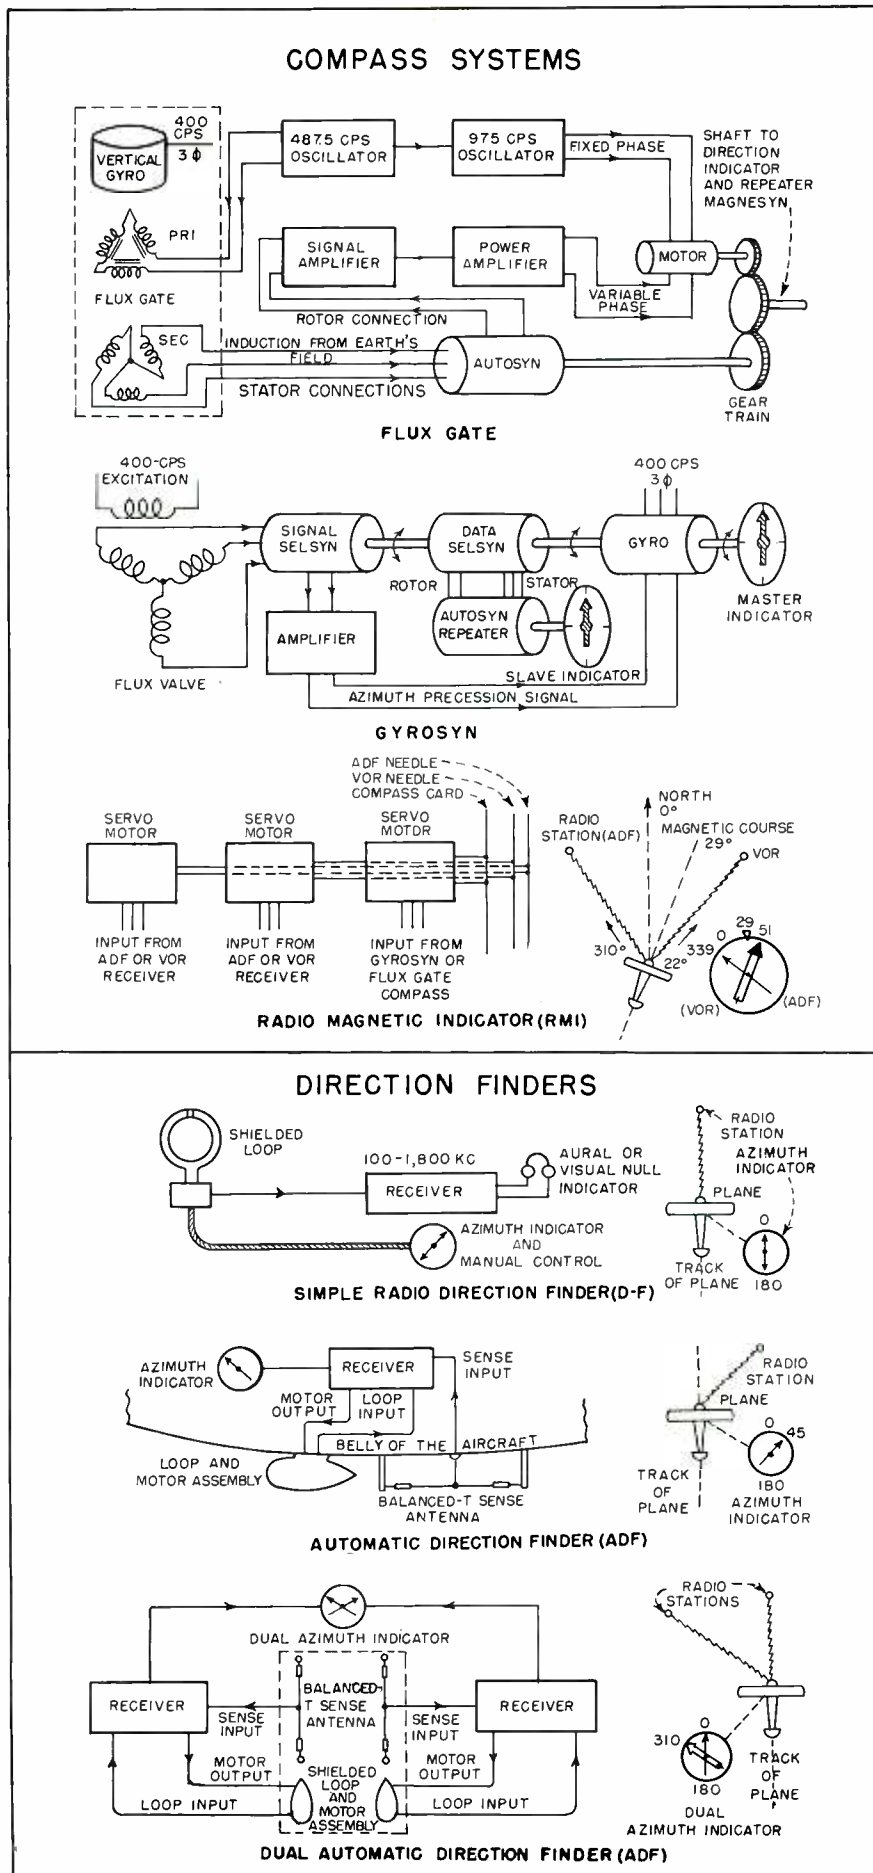 COMPASS SYSTEMS
400
CPS
3 ϕ
VERTICAL
GYRO
487.5 CPS
OSCILLATOR
975 CPS
OSCILLATOR
FIXED PHASE
SHAFT TO
DIRECTION
INDICATOR
AND REPEATER
MAGNESYN
PRI
FLUX GATE
SIGNAL
AMPLIFIER
POWER
AMPLIFIER
MOTOR
VARIABLE
PHASE
ROTOR CONNECTION
SEC
INDUCTION FROM EARTH'S
FIELD
STATOR CONNECTIONS
AUTOSYN
GEAR
TRAIN
FLUX GATE
400-CPS
EXCITATION
400 CPS
3 ϕ
SIGNAL
SELSYN
DATA
SELSYN
GYRO
ROTOR
STATOR
AUTOSYN
REPEATER
MASTER
INDICATOR
AMPLIFIER
SLAVE INDICATOR
FLUX VALVE
AZIMUTH PRECESSION SIGNAL
GYROSYN
ADF NEEDLE
VOR NEEDLE
COMPASS CARD
SERVO
MOTOR
SERVO
MOTOR
SERVO
MOTOR
INPUT FROM
ADF OR VOR
RECEIVER
INPUT FROM
ADF OR VOR
RECEIVER
INPUT FROM
GYROSYN OR
FLUX GATE
COMPASS
NORTH
0°
RADIO
STATION (ADF)
MAGNETIC COURSE
29°
VOR
310°
22°
339
0
29
51
(VOR)
(ADF)
RADIO MAGNETIC INDICATOR (RMI)
DIRECTION FINDERS
SHIELDED
LOOP
100-1,800 KC
RECEIVER
AURAL OR
VISUAL NULL
INDICATOR
AZIMUTH INDICATOR
AND
MANUAL CONTROL
RADIO
STATION
AZIMUTH
INDICATOR
PLANE
0
TRACK
OF PLANE
180
SIMPLE RADIO DIRECTION FINDER (D-F)
AZIMUTH
INDICATOR
RECEIVER
SENSE
INPUT
MOTOR
OUTPUT
LOOP
INPUT
BELLY OF THE AIRCRAFT
LOOP AND
MOTOR ASSEMBLY
BALANCED-T SENSE
ANTENNA
RADIO
STATION
PLANE
0
45
TRACK
OF
PLANE
180
AZIMUTH
INDICATOR
AUTOMATIC DIRECTION FINDER (ADF)
DUAL AZIMUTH INDICATOR
RECEIVER
SENSE
INPUT
BALANCED-
T SENSE
ANTENNA
SENSE
INPUT
RECEIVER
MOTOR
OUTPUT
SHIELDED
LOOP
AND
MOTOR
ASSEMBLY
MOTOR
OUTPUT
LOOP INPUT
LOOP INPUT
RADIO
STATIONS
0
310
180
DUAL
AZIMUTH INDICATOR
TRACK
OF
PLANE
DUAL AUTOMATIC DIRECTION FINDER (ADF)